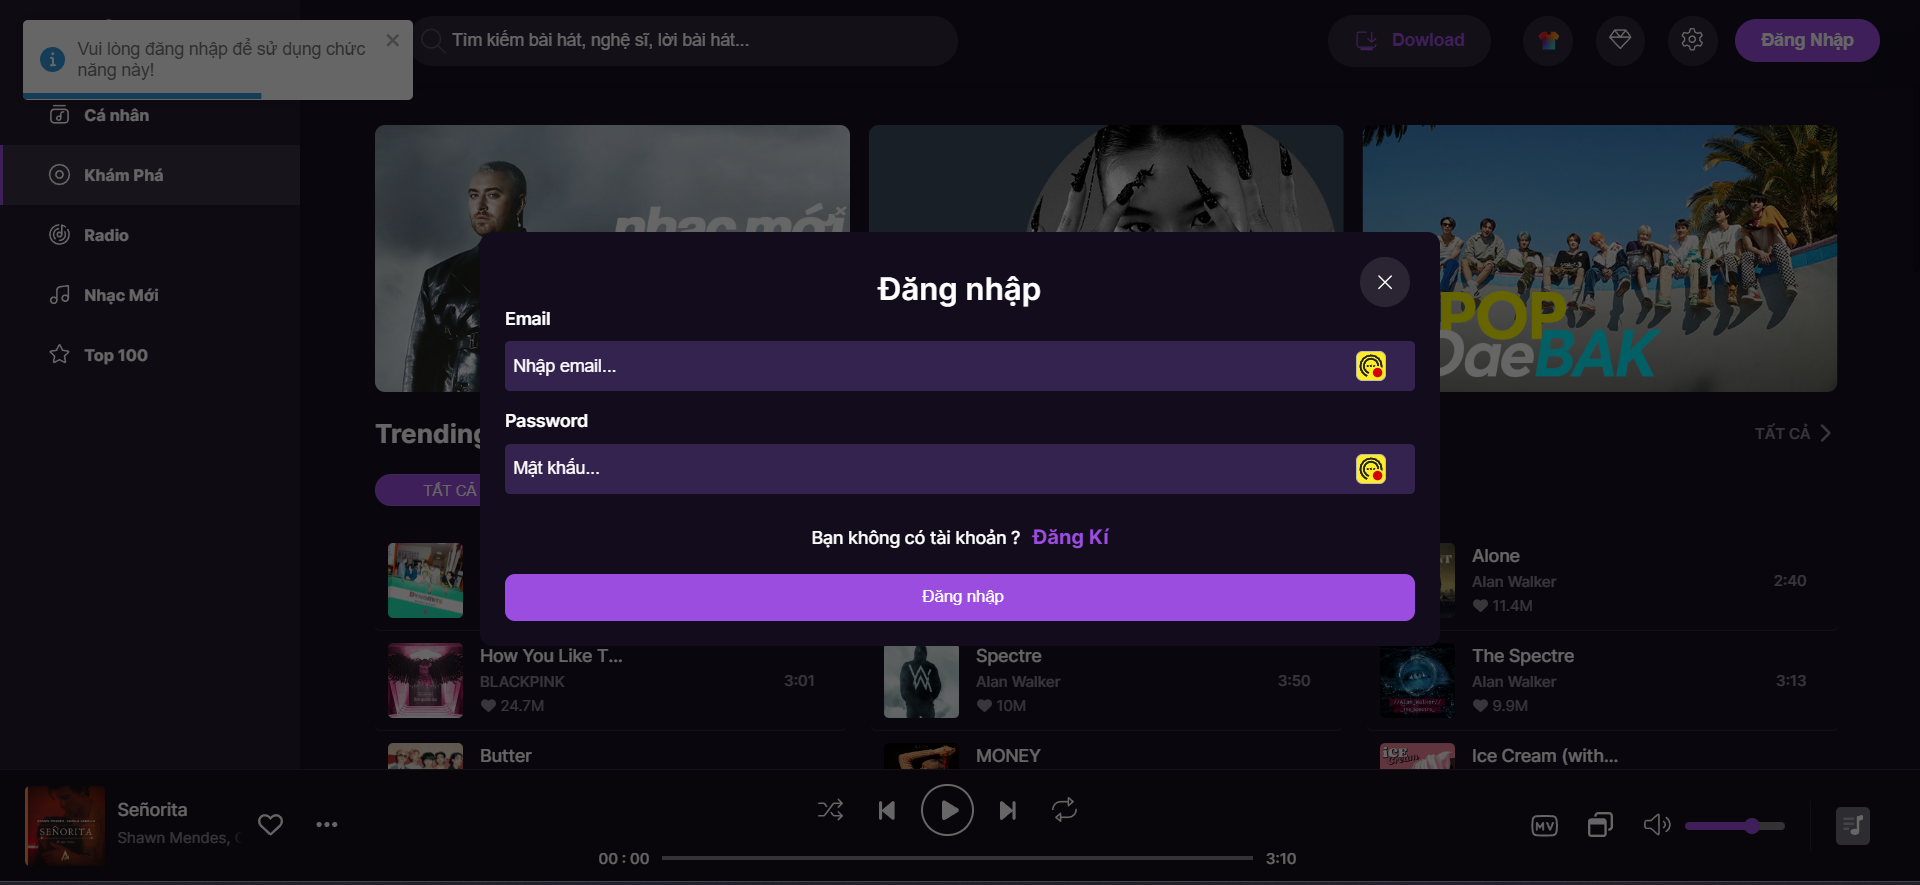 Vui lòng đăng nhập để sử dụng chức
năng này!
Tìm kiếm bài hát, nghệ sĩ, lời bài hát...
Dowload
Đăng Nhập
Cá nhân
Khám Phá
Radio
Nhạc Mới
Top 100
nhạc mới
POP
DaeBAK
Đăng nhập
Email
Nhập email...
Password
Mật khẩu...
Bạn không có tài khoản ? Đăng Kí
Đăng nhập
Trending
TẤT CẢ
TẤT CẢ
Alone
Alan Walker
11.4M
2:40
How You Like T...
BLACKPINK
24.7M
3:01
Spectre
Alan Walker
10M
3:50
The Spectre
Alan Walker
9.9M
3:13
Butter
MONEY
Ice Cream (with...
SEÑORITA
Señorita
Shawn Mendes,
00 : 00
3:10
MV